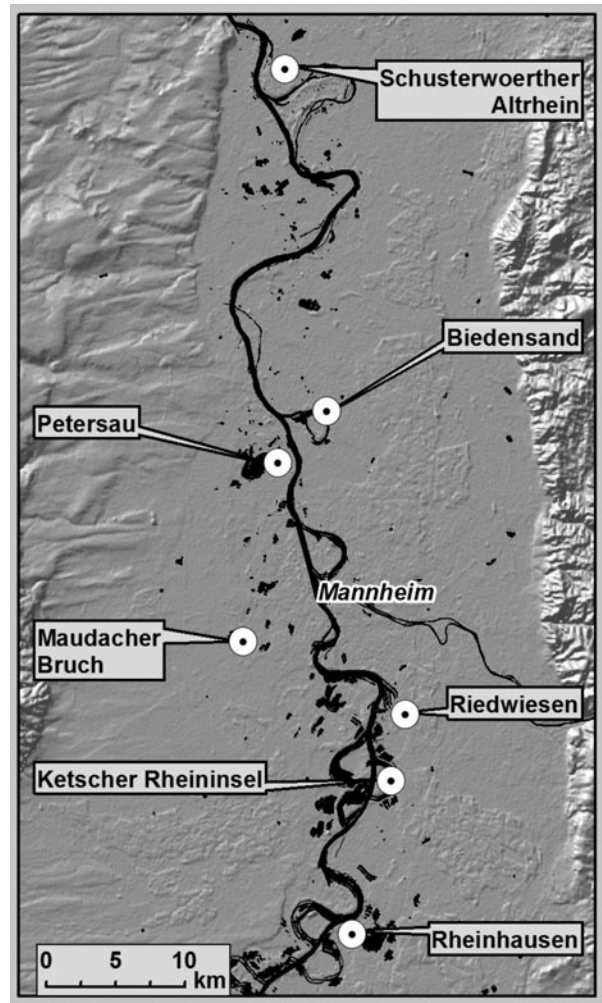 Schusterwoerther
Altrhein
Biedensand
Petersau
Mannheim
Maudacher
Bruch
Riedwiesen
Ketscher Rheininsel
Rheinhausen
0 5 10
km